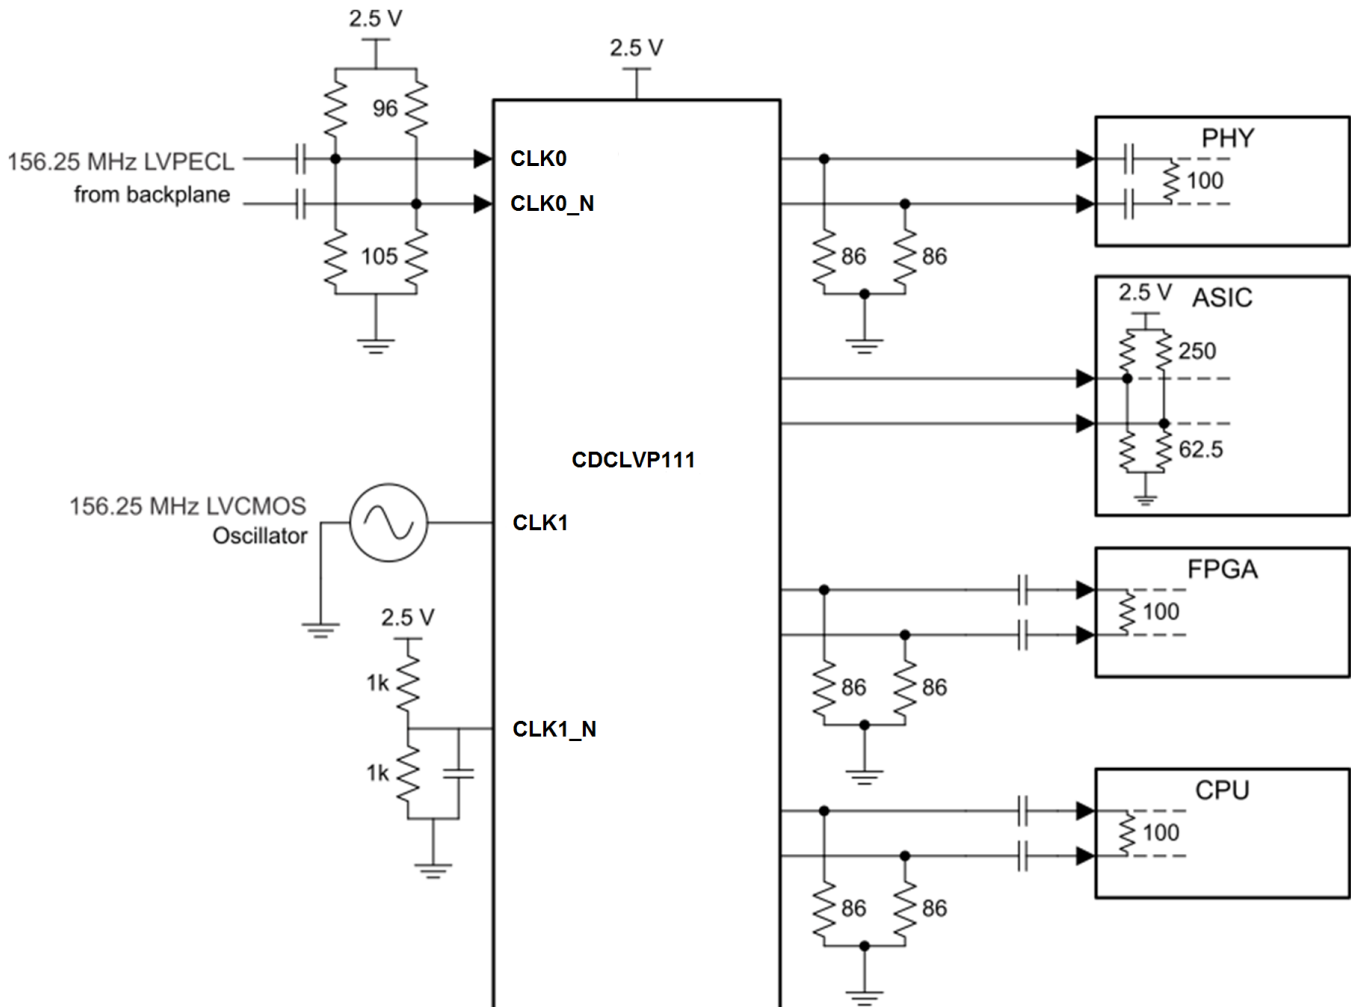 2.5 V
2.5 V
96
CLK0
156.25 MHz LVPECL
from backplane
CLK0_N
105
PHY
100
86
86
2.5 V
ASIC
250
62.5
CDCLVP111
156.25 MHz LVCMOS
Oscillator
CLK1
2.5 V
1k
CLK1_N
1k
FPGA
100
86
86
CPU
100
86
86